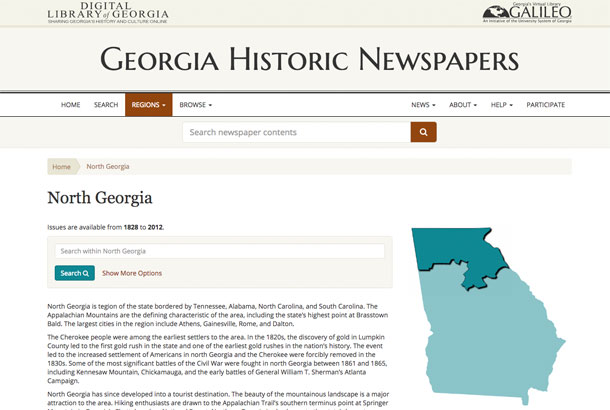 DIGITAL
LIBRARY of GEORGIA
SHARING GEORGIA'S HISTORY AND CULTURE ONLINE
Georgia's Virtual Library
GALILEO
An Initiative of the University System of Georgia
GEORGIA HISTORIC NEWSPAPERS
HOME SEARCH REGIONS BROWSE NEWS ABOUT HELP PARTICIPATE
Search newspaper contents
Home North Georgia
North Georgia
Issues are available from 1828 to 2012.
Search within North Georgia
Search Show More Options
North Georgia is tegion of the state bordered by Tennessee, Alabama, North Carolina, and South Carolina. The
Appalachian Mountains are the defining characteristic of the area, including the state's highest point at Brasstown
Bald. The largest cities in the region include Athens, Gainesville, Rome, and Dalton.
The Cherokee people were among the earliest settlers to the area. In the 1820s, the discovery of gold in Lumpkin
County led to the first gold rush in the state and one of the earliest gold rushes in the nation's history. The event
led to the increased settlement of Americans in north Georgia and the Cherokee were forcibly removed in the
1830s. Some of the most significant battles of the Civil War were fought in north Georgia between 1861 and 1865,
including Kennesaw Mountain, Chickamauga, and the early battles of General William T. Sherman's Atlanta
Campaign.
North Georgia has since developed into a tourist destination. The beauty of the mountainous landscape is a major
attraction to the area. Hiking enthusiasts are drawn to the Appalachian Trail's southern terminus point at Springer